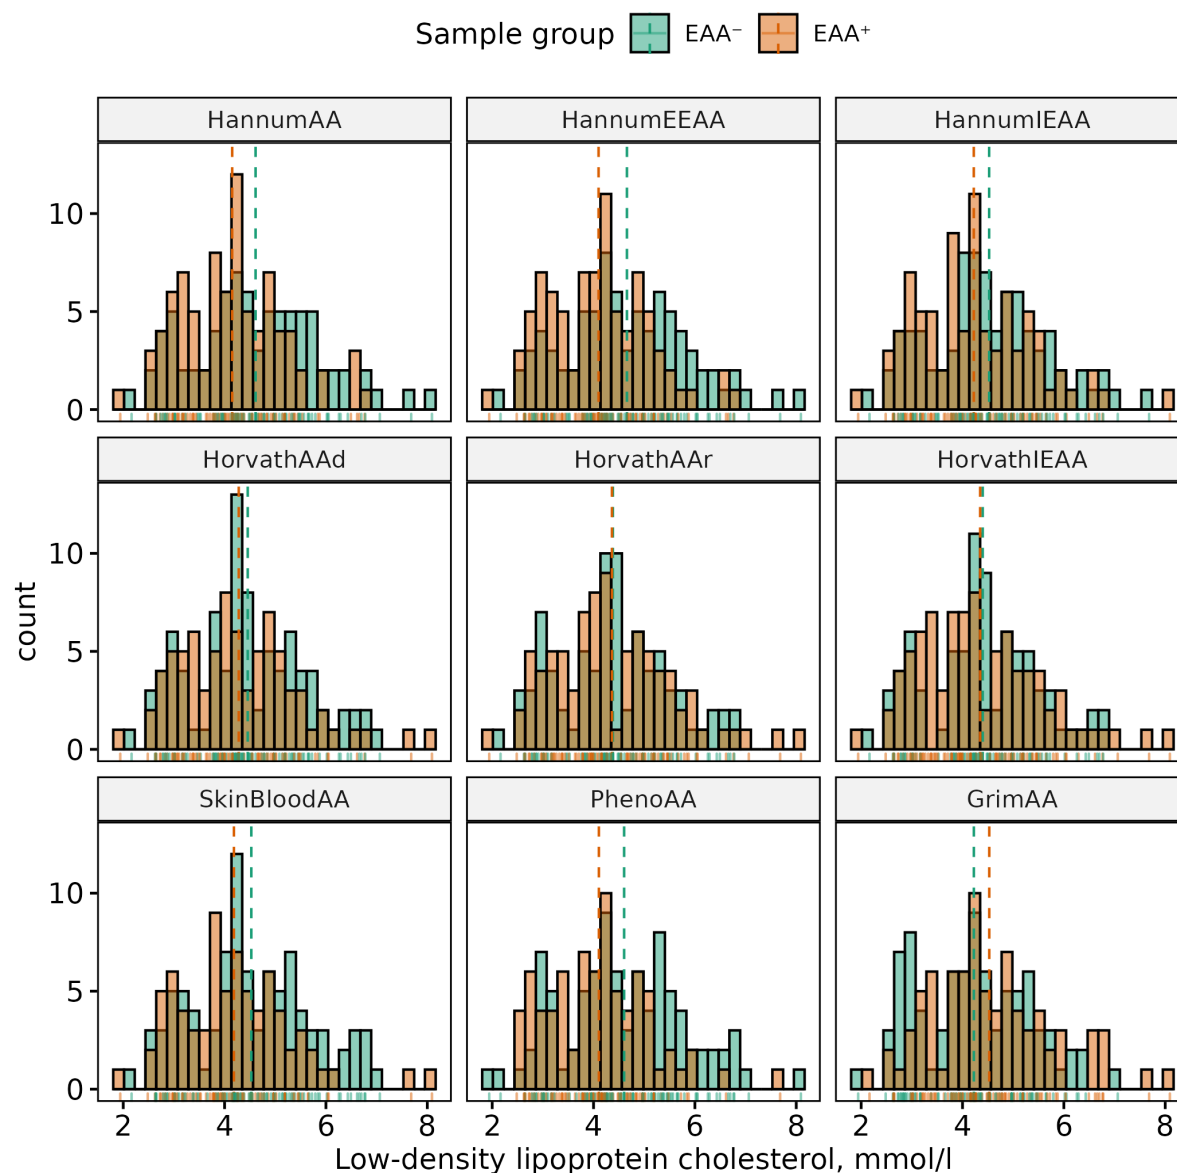 Sample group EAA⁻ EAA⁺
HannumAA HannumEEAA HannumIEAA
10
5
0
HorvathAAd HorvathAAr HorvathIEAA
10
5
0
count
SkinBloodAA PhenoAA GrimAA
10
5
0
2 4 6 8 2 4 6 8 2 4 6 8
Low-density lipoprotein cholesterol, mmol/l